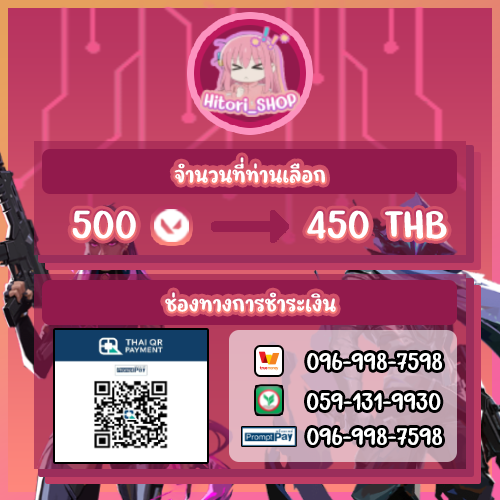 Hitori_SHOP
จำนวนที่ท่านเลือก
500 → 450 THB
ช่องทางการชำระเงิน
THAI QR
PAYMENT
PromptPay
096-998-7598
059-131-9930
PromptPay 096-998-7598